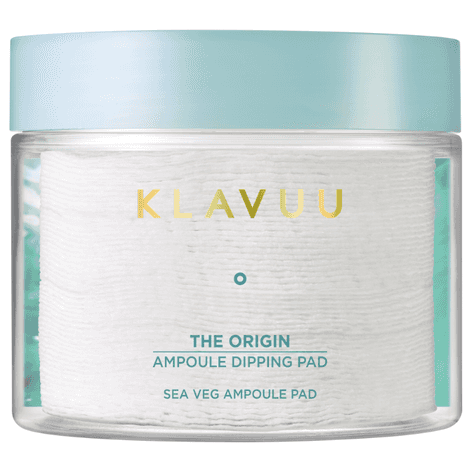 KLAVUU
THE ORIGIN
AMPOULE DIPPING PAD
SEA VEG AMPOULE PAD